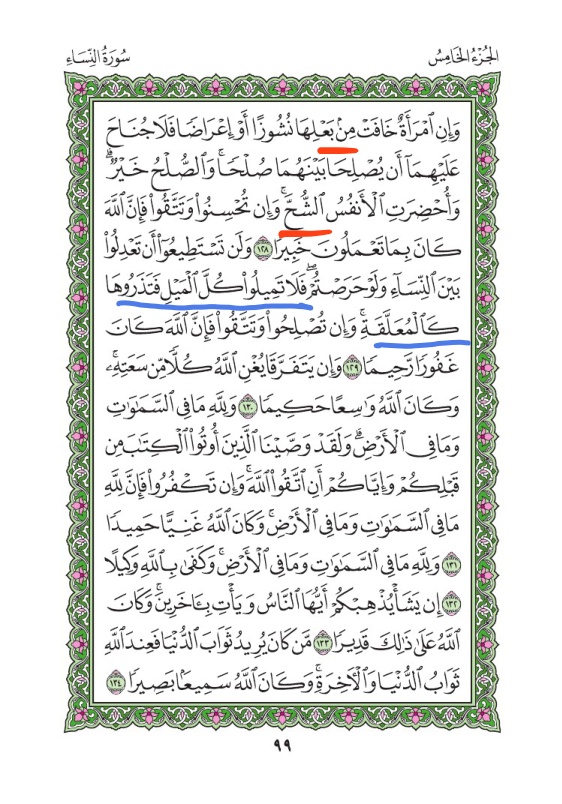 الجُزْءُ الخَامِسُ
سُورَةُ النِّسَاءِ
وَإِنِ ٱمْرَأَةٌ خَافَتْ مِنۢ بَعْلِهَا نُشُوزًا أَوْ إِعْرَاضًا فَلَا جُنَاحَ
عَلَيْهِمَآ أَن يُصْلِحَا بَيْنَهُمَا صُلْحًا ۚ وَٱلصُّلْحُ خَيْرٌ ۗ
وَأُحْضِرَتِ ٱلْأَنفُسُ ٱلشُّحَّ ۚ وَإِن تُحْسِنُوا۟ وَتَتَّقُوا۟ فَإِنَّ ٱللَّهَ
كَانَ بِمَا تَعْمَلُونَ خَبِيرًا ١٢٨ وَلَن تَسْتَطِيعُوٓا۟ أَن تَعْدِلُوا۟
بَيْنَ ٱلنِّسَآءِ وَلَوْ حَرَصْتُمْ ۖ فَلَا تَمِيلُوا۟ كُلَّ ٱلْمَيْلِ فَتَذَرُوهَا
كَٱلْمُعَلَّقَةِ ۚ وَإِن تُصْلِحُوا۟ وَتَتَّقُوا۟ فَإِنَّ ٱللَّهَ كَانَ
غَفُورًا رَّحِيمًا ١٢٩ وَإِن يَتَفَرَّقَا يُغْنِ ٱللَّهُ كُلًّا مِّن سَعَتِهِۦ ۚ
وَكَانَ ٱللَّهُ وَٰسِعًا حَكِيمًا ١٣٠ وَلِلَّهِ مَا فِى ٱلسَّمَٰوَٰتِ
وَمَا فِى ٱلْأَرْضِ ۗ وَلَقَدْ وَصَّيْنَا ٱلَّذِينَ أُوتُوا۟ ٱلْكِتَٰبَ مِن
قَبْلِكُمْ وَإِيَّاكُمْ أَنِ ٱتَّقُوا۟ ٱللَّهَ ۚ وَإِن تَكْفُرُوا۟ فَإِنَّ لِلَّهِ
مَا فِى ٱلسَّمَٰوَٰتِ وَمَا فِى ٱلْأَرْضِ ۚ وَكَانَ ٱللَّهُ غَنِيًّا حَمِيدًا
١٣١ وَلِلَّهِ مَا فِى ٱلسَّمَٰوَٰتِ وَمَا فِى ٱلْأَرْضِ ۚ وَكَفَىٰ بِٱللَّهِ وَكِيلًا
١٣٢ إِن يَشَأْ يُذْهِبْكُمْ أَيُّهَا ٱلنَّاسُ وَيَأْتِ بِـَٔاخَرِينَ ۚ وَكَانَ
ٱللَّهُ عَلَىٰ ذَٰلِكَ قَدِيرًا ١٣٣ مَّن كَانَ يُرِيدُ ثَوَابَ ٱلدُّنْيَا فَعِندَ ٱللَّهِ
ثَوَابُ ٱلدُّنْيَا وَٱلْأَخِرَةِ ۚ وَكَانَ ٱللَّهُ سَمِيعًۢا بَصِيرًا ١٣٤
٩٩